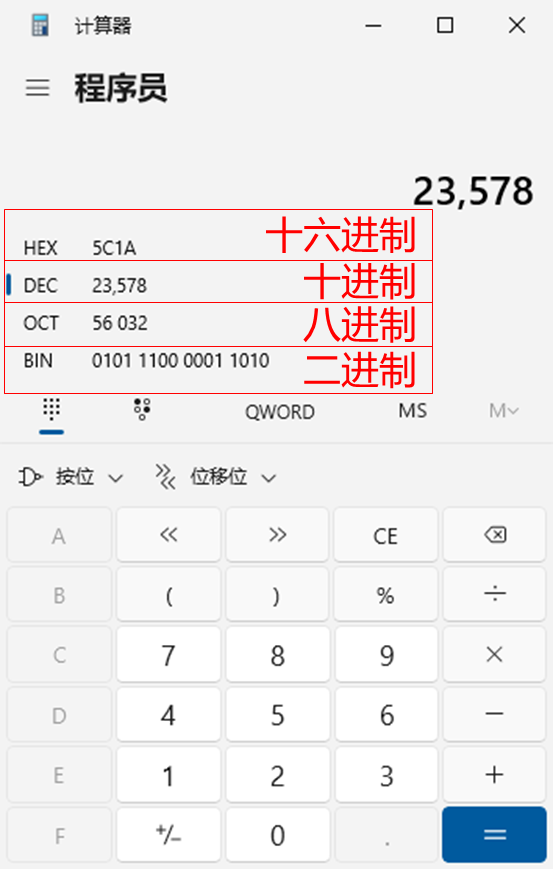 计算器
程序员
23,578
HEX 5C1A 十六进制
DEC 23,578 十进制
OCT 56 032 八进制
BIN 0101 1100 0001 1010 二进制
QWORD MS M
按位 位移位
A « » CE
B ( ) % ÷
C 7 8 9 ×
D 4 5 6 −
E 1 2 3 +
F +/− 0 . =